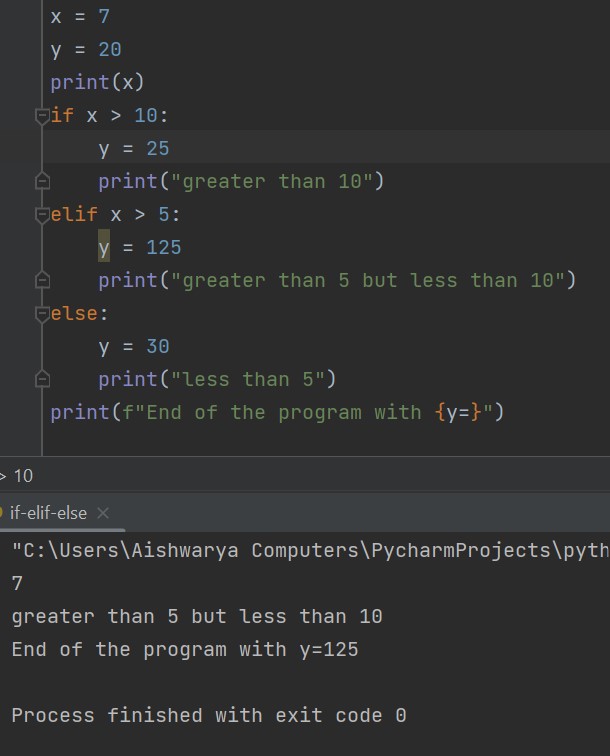 x = 7
y = 20
print(x)
if x > 10:
    y = 25
    print("greater than 10")
elif x > 5:
    y = 125
    print("greater than 5 but less than 10")
else:
    y = 30
    print("less than 5")
print(f"End of the program with {y=}")
> 10
if-elif-else
"C:\Users\Aishwarya Computers\PycharmProjects\pyth
7
greater than 5 but less than 10
End of the program with y=125
Process finished with exit code 0